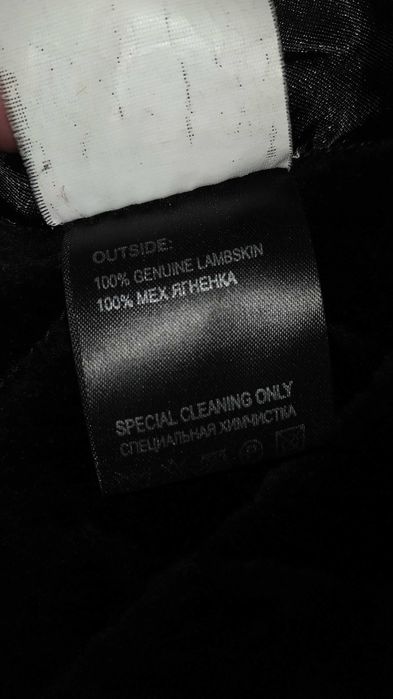 OUTSIDE:
100% GENUINE LAMBSKIN
100% МЕХ ЯГНЕНКА
SPECIAL CLEANING ONLY
СПЕЦИАЛЬНАЯ ХИМЧИСТКА
P